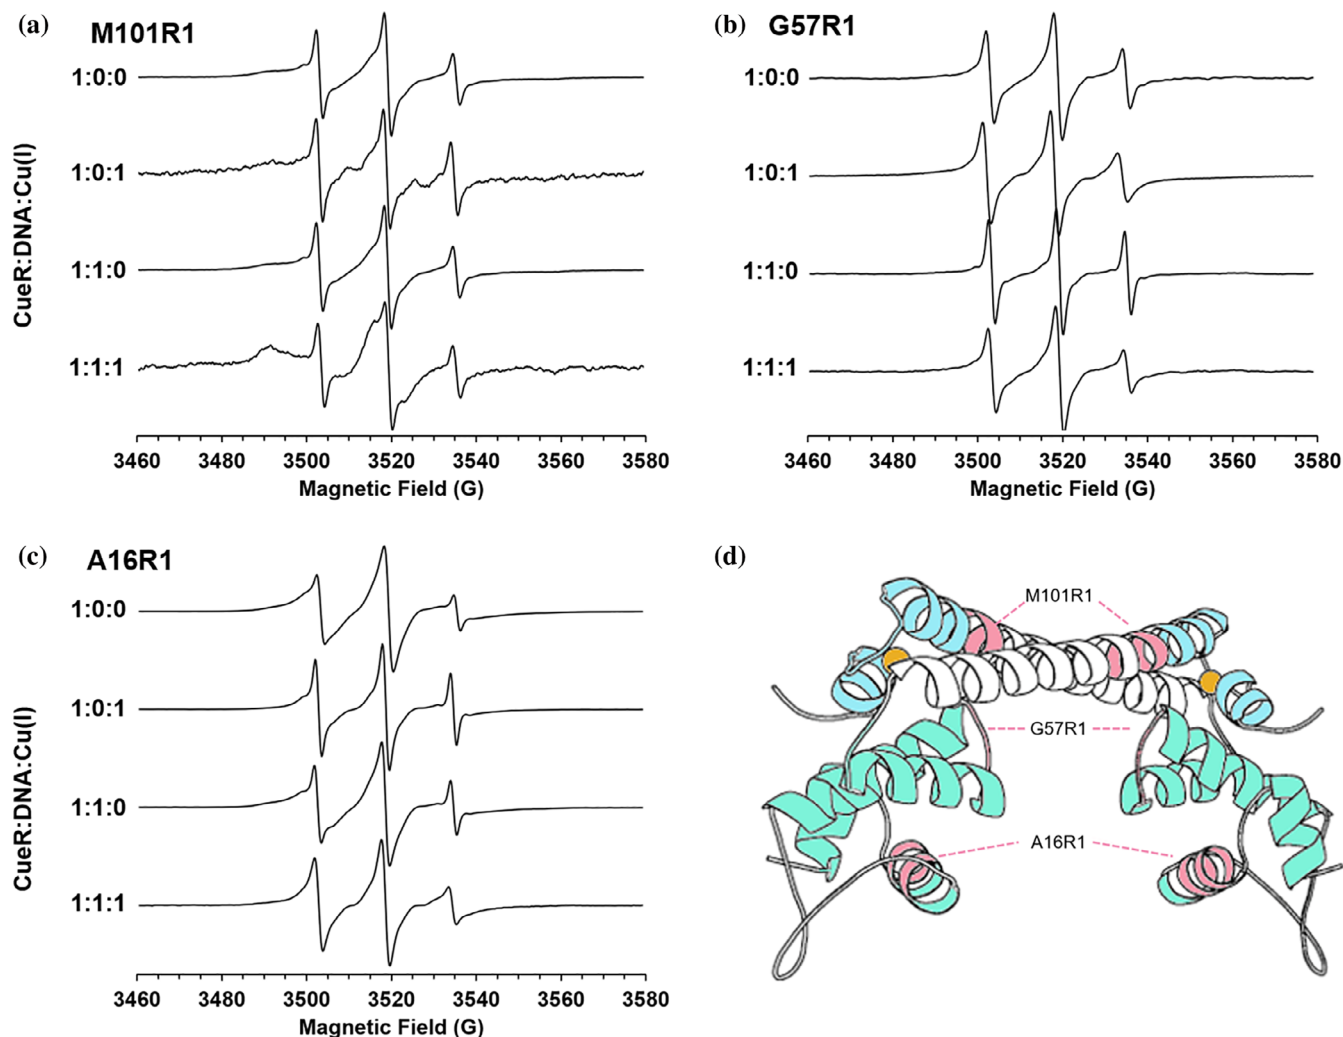 (a)
M101R1
1:0:0
1:0:1
1:1:0
1:1:1
CueR:DNA:Cu(I)
3460 3480 3500 3520 3540 3560 3580
Magnetic Field (G)
(b)
G57R1
1:0:0
1:0:1
1:1:0
1:1:1
3460 3480 3500 3520 3540 3560 3580
Magnetic Field (G)
(c)
A16R1
1:0:0
1:0:1
1:1:0
1:1:1
CueR:DNA:Cu(I)
3460 3480 3500 3520 3540 3560 3580
Magnetic Field (G)
(d)
M101R1
G57R1
A16R1